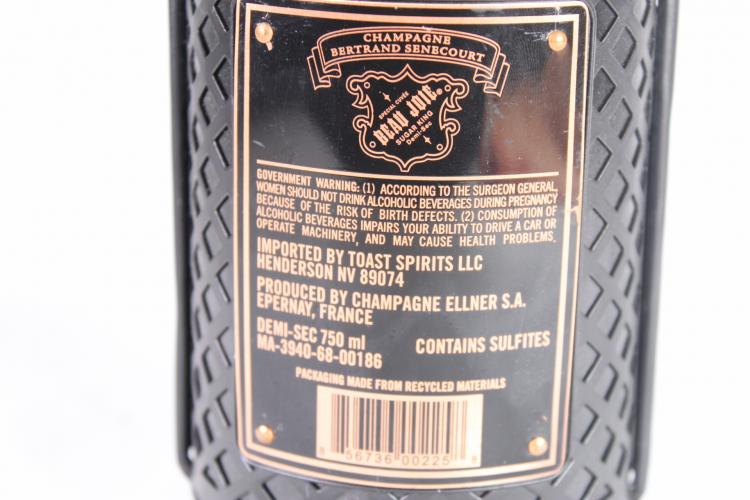 CHAMPAGNE
BERTRAND SENECOURT
SPECIAL CUVÉE
BEAU JOIE®
SUGAR KING
Demi-Sec
GOVERNMENT WARNING: (1) ACCORDING TO THE SURGEON GENERAL,
WOMEN SHOULD NOT DRINK ALCOHOLIC BEVERAGES DURING PREGNANCY
BECAUSE OF THE RISK OF BIRTH DEFECTS. (2) CONSUMPTION OF
ALCOHOLIC BEVERAGES IMPAIRS YOUR ABILITY TO DRIVE A CAR OR
OPERATE MACHINERY, AND MAY CAUSE HEALTH PROBLEMS.
IMPORTED BY TOAST SPIRITS LLC
HENDERSON NV 89074
PRODUCED BY CHAMPAGNE ELLNER S.A.
EPERNAY, FRANCE
DEMI-SEC 750 ml
MA-3940-68-00186 CONTAINS SULFITES
PACKAGING MADE FROM RECYCLED MATERIALS
8 56736 00225 8